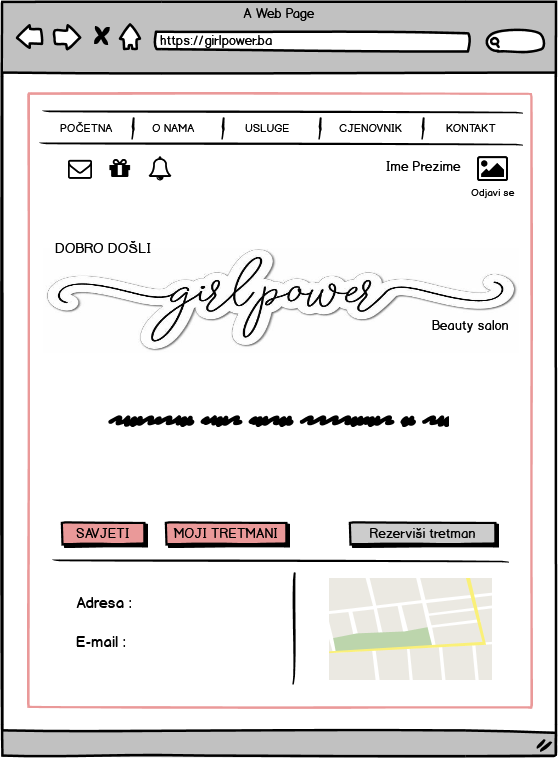 A Web Page
https://girlpower.ba
POČETNA
O NAMA
USLUGE
CJENOVNIK
KONTAKT
Ime Prezime
Odjavi se
DOBRO DOŠLI
girlpower
Beauty salon
SAVJETI
MOJI TRETMANI
Rezerviši tretman
Adresa :
E-mail :